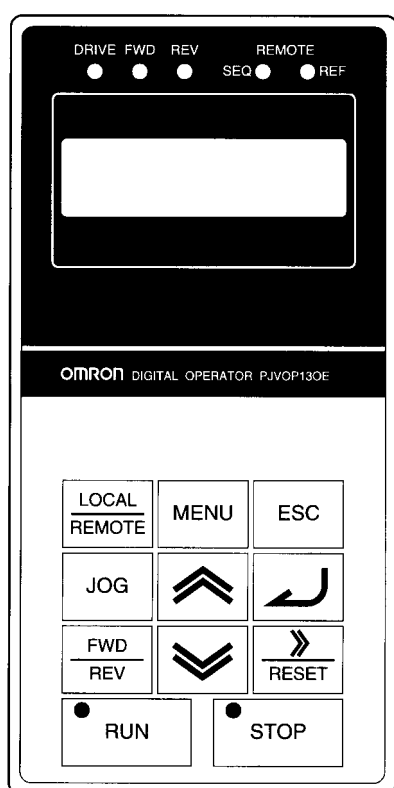 DRIVE FWD REV REMOTE
SEQ REF
OMRON DIGITAL OPERATOR PJVOP130E
LOCAL
REMOTE
MENU
ESC
JOG
FWD
REV
RESET
RUN
STOP